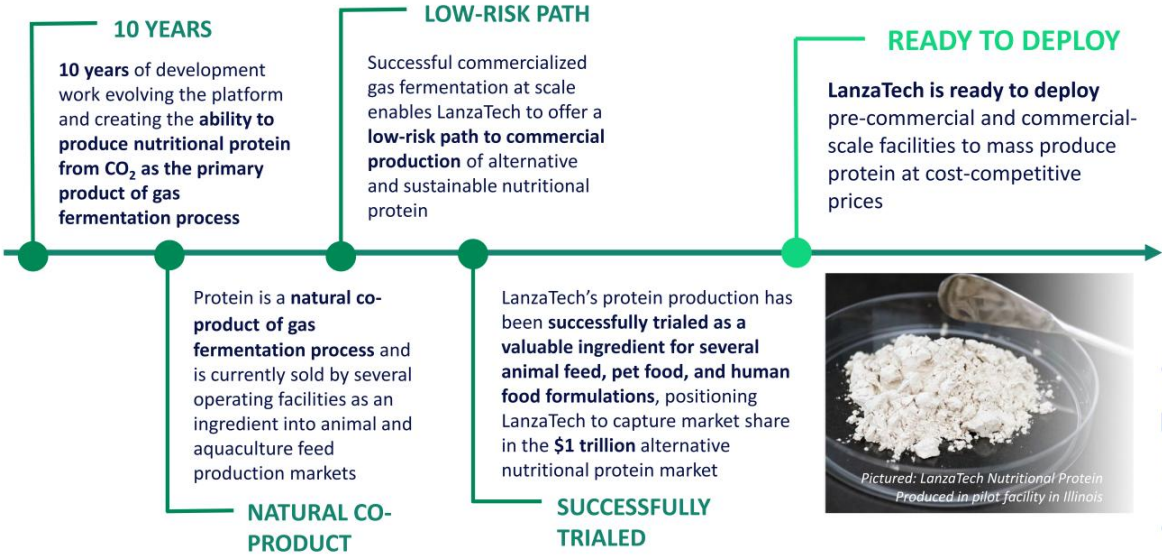 10 YEARS
10 years of development
work evolving the platform
and creating the ability to
produce nutritional protein
from CO₂ as the primary
product of gas
fermentation process
Protein is a natural co-
product of gas
fermentation process and
is currently sold by several
operating facilities as an
ingredient into animal and
aquaculture feed
production markets
NATURAL CO-
PRODUCT
LOW-RISK PATH
Successful commercialized
gas fermentation at scale
enables LanzaTech to offer a
low-risk path to commercial
production of alternative
and sustainable nutritional
protein
LanzaTech’s protein production has
been successfully trialed as a
valuable ingredient for several
animal feed, pet food, and human
food formulations, positioning
LanzaTech to capture market share
in the $1 trillion alternative
nutritional protein market
SUCCESSFULLY
TRIALED
READY TO DEPLOY
LanzaTech is ready to deploy
pre-commercial and commercial-
scale facilities to mass produce
protein at cost-competitive
prices
Pictured: LanzaTech Nutritional Protein
Produced in pilot facility in Illinois